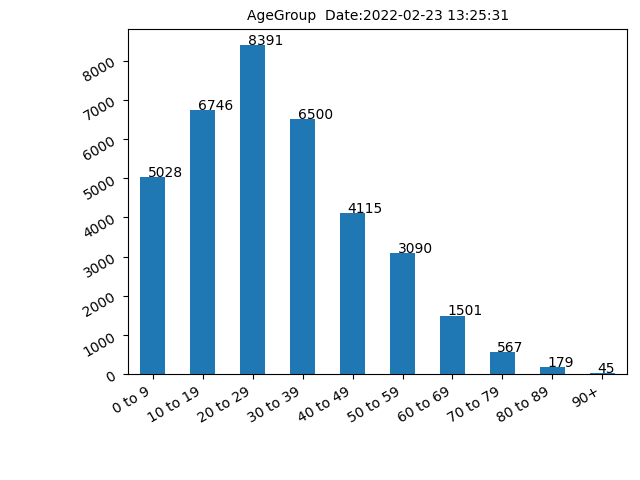 AgeGroup  Date:2022-02-23 13:25:31
8391
8000
7000
6746
6500
6000
5028
5000
4115
4000
3090
3000
2000
1501
1000
567
179
45
0
0 to 9
10 to 19
20 to 29
30 to 39
40 to 49
50 to 59
60 to 69
70 to 79
80 to 89
90+